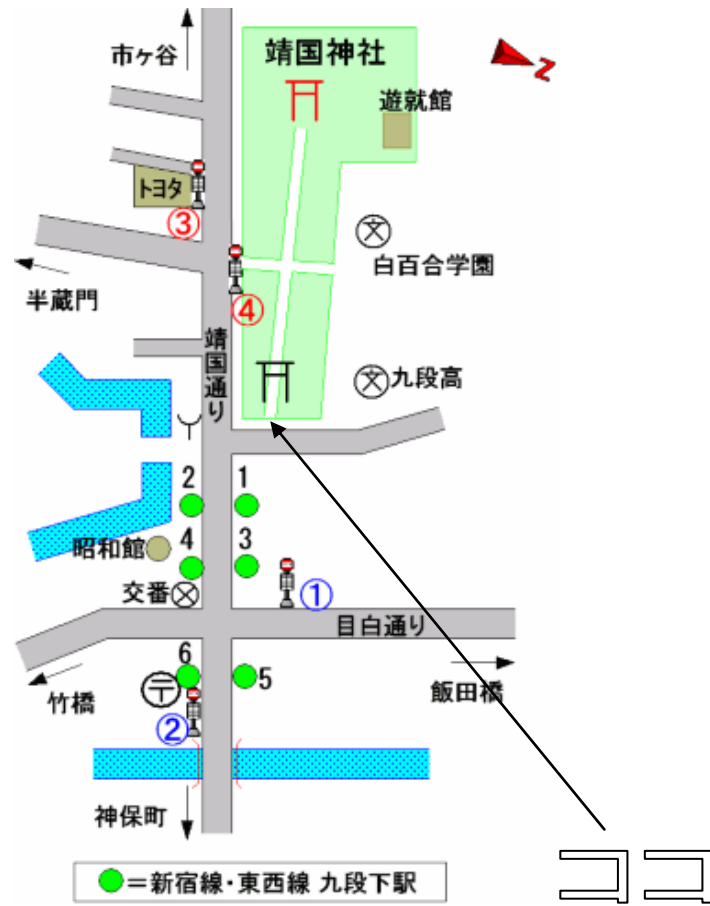 市ヶ谷
靖国神社
Z
遊就館
トヨタ
③
白百合学園
④
半蔵門
靖国通り
九段高
2
1
4
3
昭和館
交番
①
目白通り
6
5
竹橋
飯田橋
②
神保町
ココ
=新宿線・東西線 九段下駅